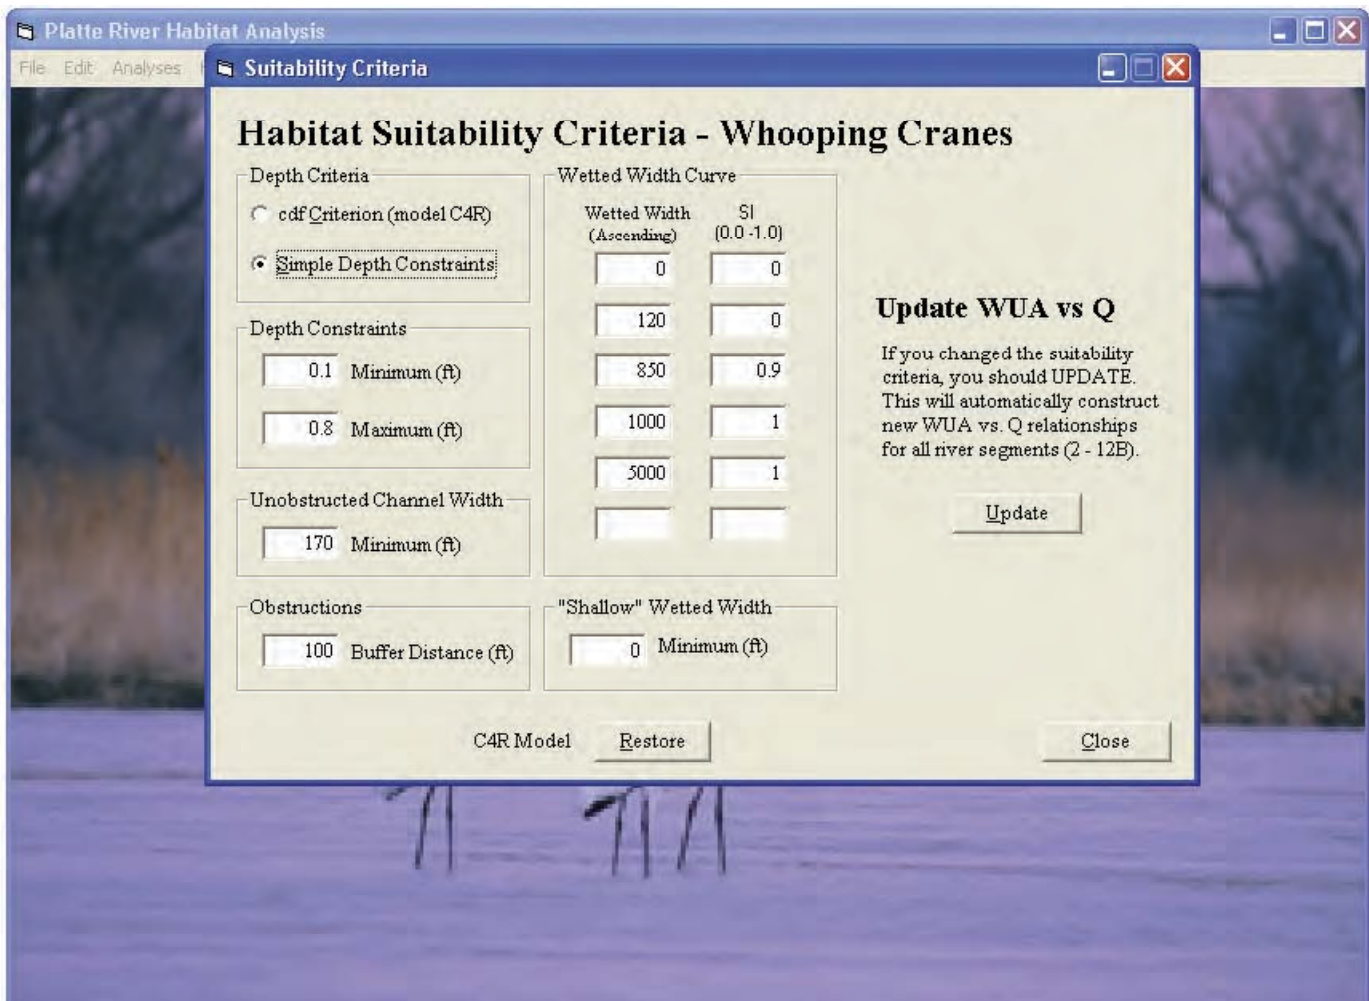 Platte River Habitat Analysis
File Edit Analyses
Suitability Criteria
Habitat Suitability Criteria - Whooping Cranes
Depth Criteria
cdf Criterion (model C4R)
Simple Depth Constraints
Depth Constraints
0.1 Minimum (ft)
0.8 Maximum (ft)
Unobstructed Channel Width
170 Minimum (ft)
Obstructions
100 Buffer Distance (ft)
Wetted Width Curve
Wetted Width SI
(Ascending) (0.0 -1.0)
0 0
120 0
850 0.9
1000 1
5000 1
"Shallow" Wetted Width
0 Minimum (ft)
Update WUA vs Q
If you changed the suitability
criteria, you should UPDATE.
This will automatically construct
new WUA vs. Q relationships
for all river segments (2 - 12B).
Update
C4R Model Restore
Close